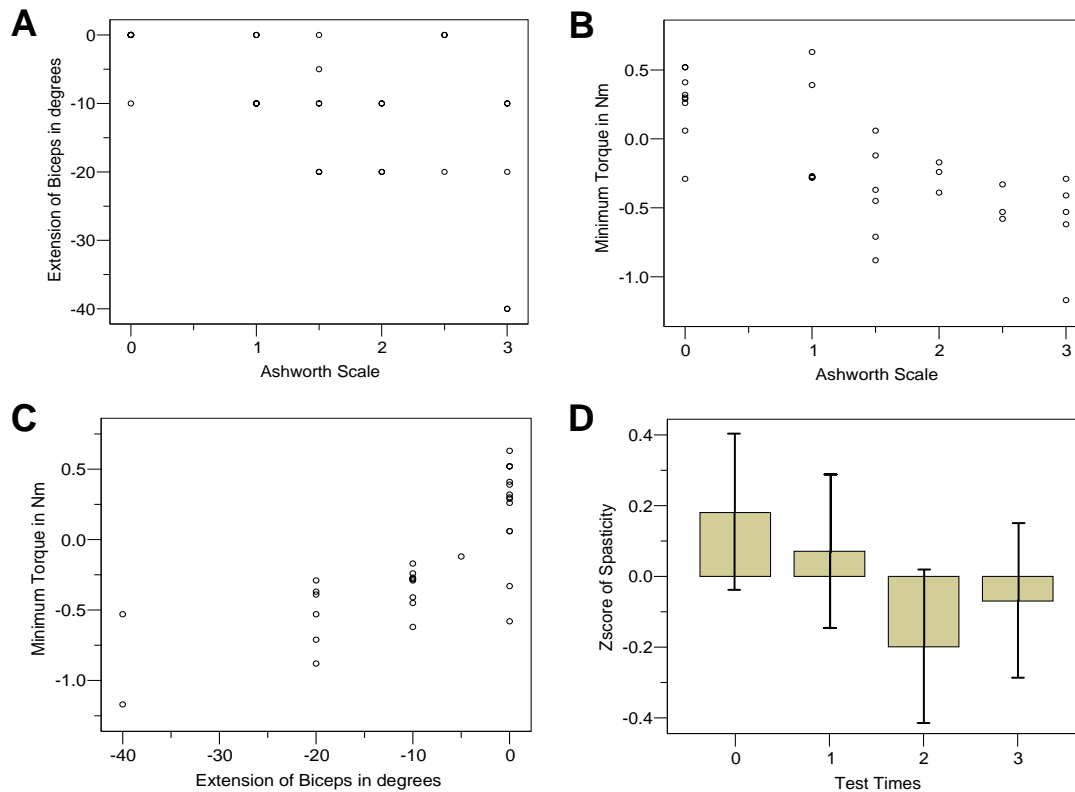 A
Extension of Biceps in degrees
0
-10
-20
-30
-40
0 1 2 3
Ashworth Scale
B
Minimum Torque in Nm
0.5
0.0
-0.5
-1.0
0 1 2 3
Ashworth Scale
C
Minimum Torque in Nm
0.5
0.0
-0.5
-1.0
-40 -30 -20 -10 0
Extension of Biceps in degrees
D
Zscore of Spasticity
0.4
0.2
0.0
-0.2
-0.4
0 1 2 3
Test Times